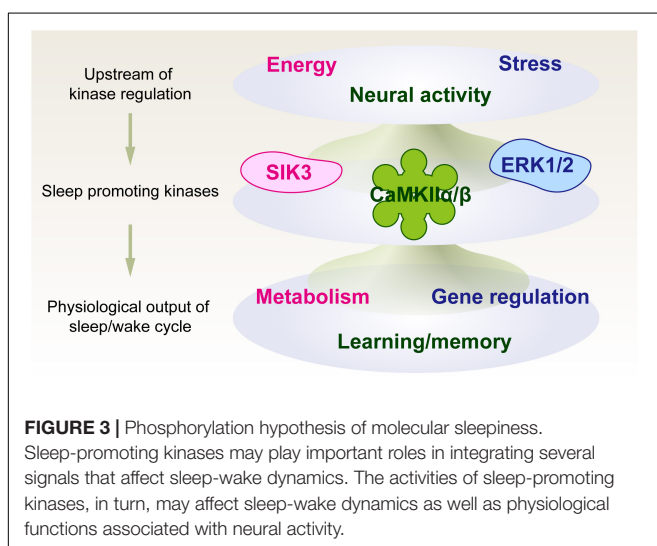 Upstream of
kinase regulation
Energy
Stress
Neural activity
Sleep promoting kinases
SIK3
CaMKIIα/β
ERK1/2
Physiological output of
sleep/wake cycle
Metabolism
Gene regulation
Learning/memory
FIGURE 3 | Phosphorylation hypothesis of molecular sleepiness.
Sleep-promoting kinases may play important roles in integrating several
signals that affect sleep-wake dynamics. The activities of sleep-promoting
kinases, in turn, may affect sleep-wake dynamics as well as physiological
functions associated with neural activity.